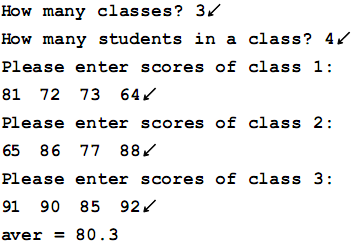 How many classes? 3↙
How many students in a class? 4↙
Please enter scores of class 1:
81 72 73 64↙
Please enter scores of class 2:
65 86 77 88↙
Please enter scores of class 3:
91 90 85 92↙
aver = 80.3